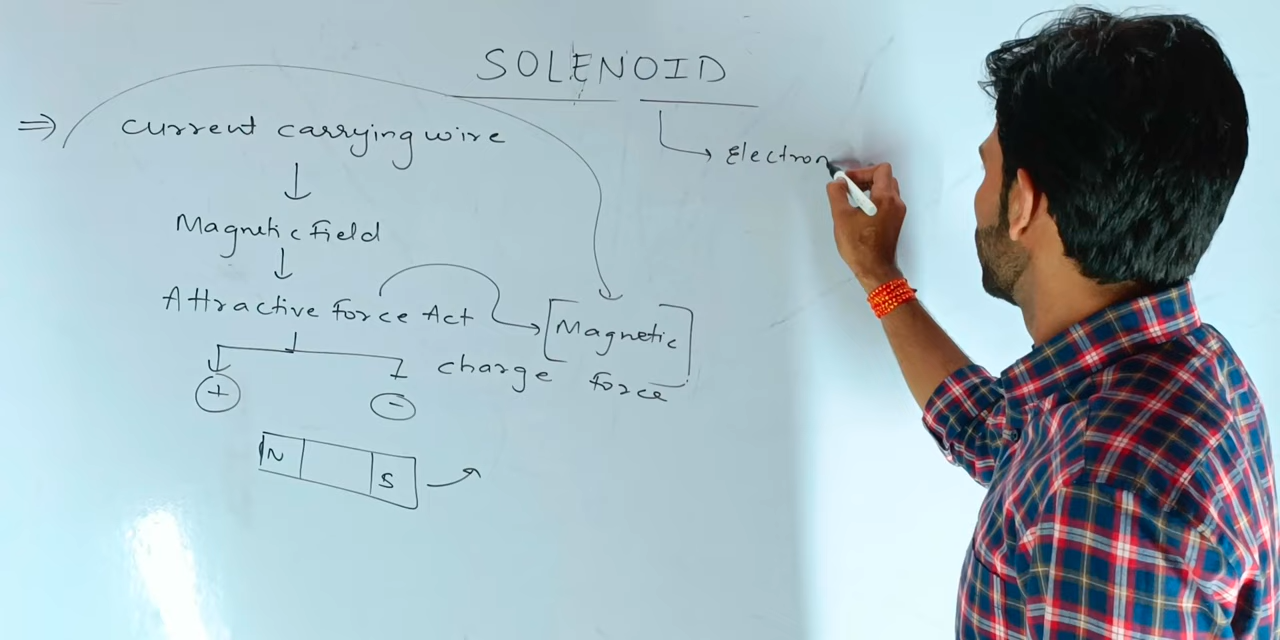 SOLENOID
⇒ Current carrying wire
→ Electron
↓
Magnetic Field
↓
Attractive Force Act → [Magnetic
charge Force]
+ -
N S